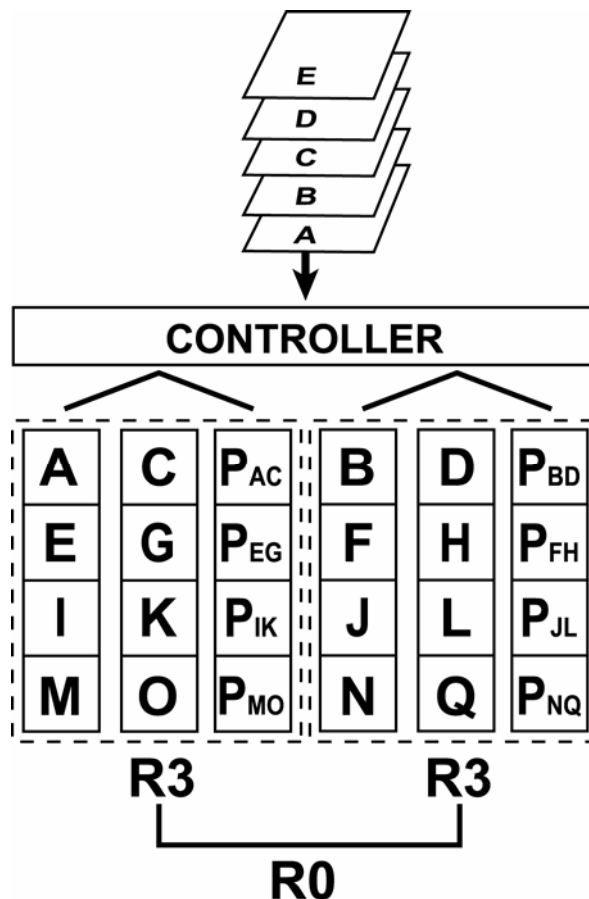 E
D
C
B
A
CONTROLLER
A C PAC B D PBD
E G PEG F H PFH
I K PIK J L PJL
M O PMO N Q PNQ
R3 R3
R0